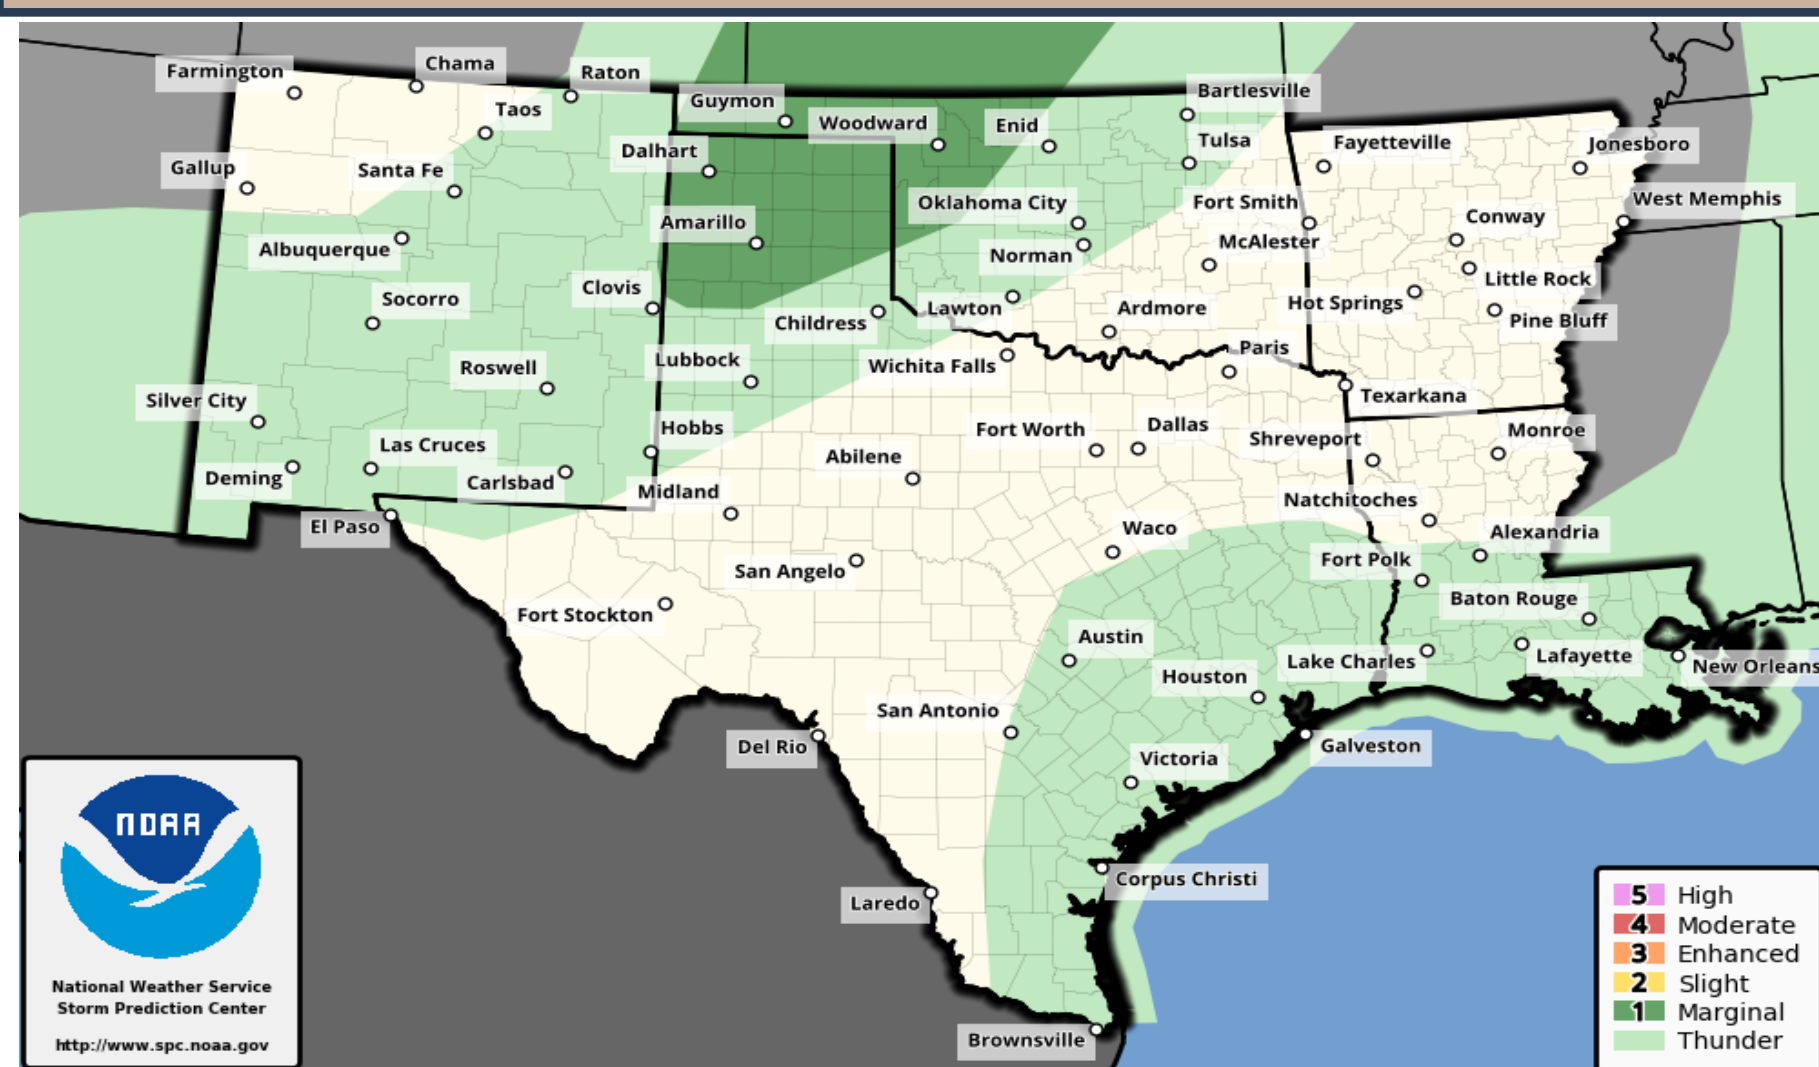 Chama
Farmington
Raton
Bartlesville
Guymon
Taos
Woodward
Enid
Tulsa
Fayetteville
Jonesboro
Dalhart
Gallup
Santa Fe
West Memphis
Oklahoma City
Fort Smith
Conway
Amarillo
McAlester
Albuquerque
Norman
Little Rock
Clovis
Socorro
Hot Springs
Lawton
Ardmore
Childress
Pine Bluff
Paris
Lubbock
Roswell
Wichita Falls
Texarkana
Silver City
Hobbs
Fort Worth
Dallas
Shreveport
Monroe
Las Cruces
Abilene
Deming
Carlsbad
Midland
Natchitoches
El Paso
Waco
Alexandria
Fort Polk
San Angelo
Baton Rouge
Fort Stockton
Austin
Lake Charles
Lafayette
New Orleans
Houston
San Antonio
Del Rio
Galveston
Victoria
Corpus Christi
Laredo
Brownsville
NOAA
National Weather Service
Storm Prediction Center
http://www.spc.noaa.gov
5 High
4 Moderate
3 Enhanced
2 Slight
1 Marginal
Thunder